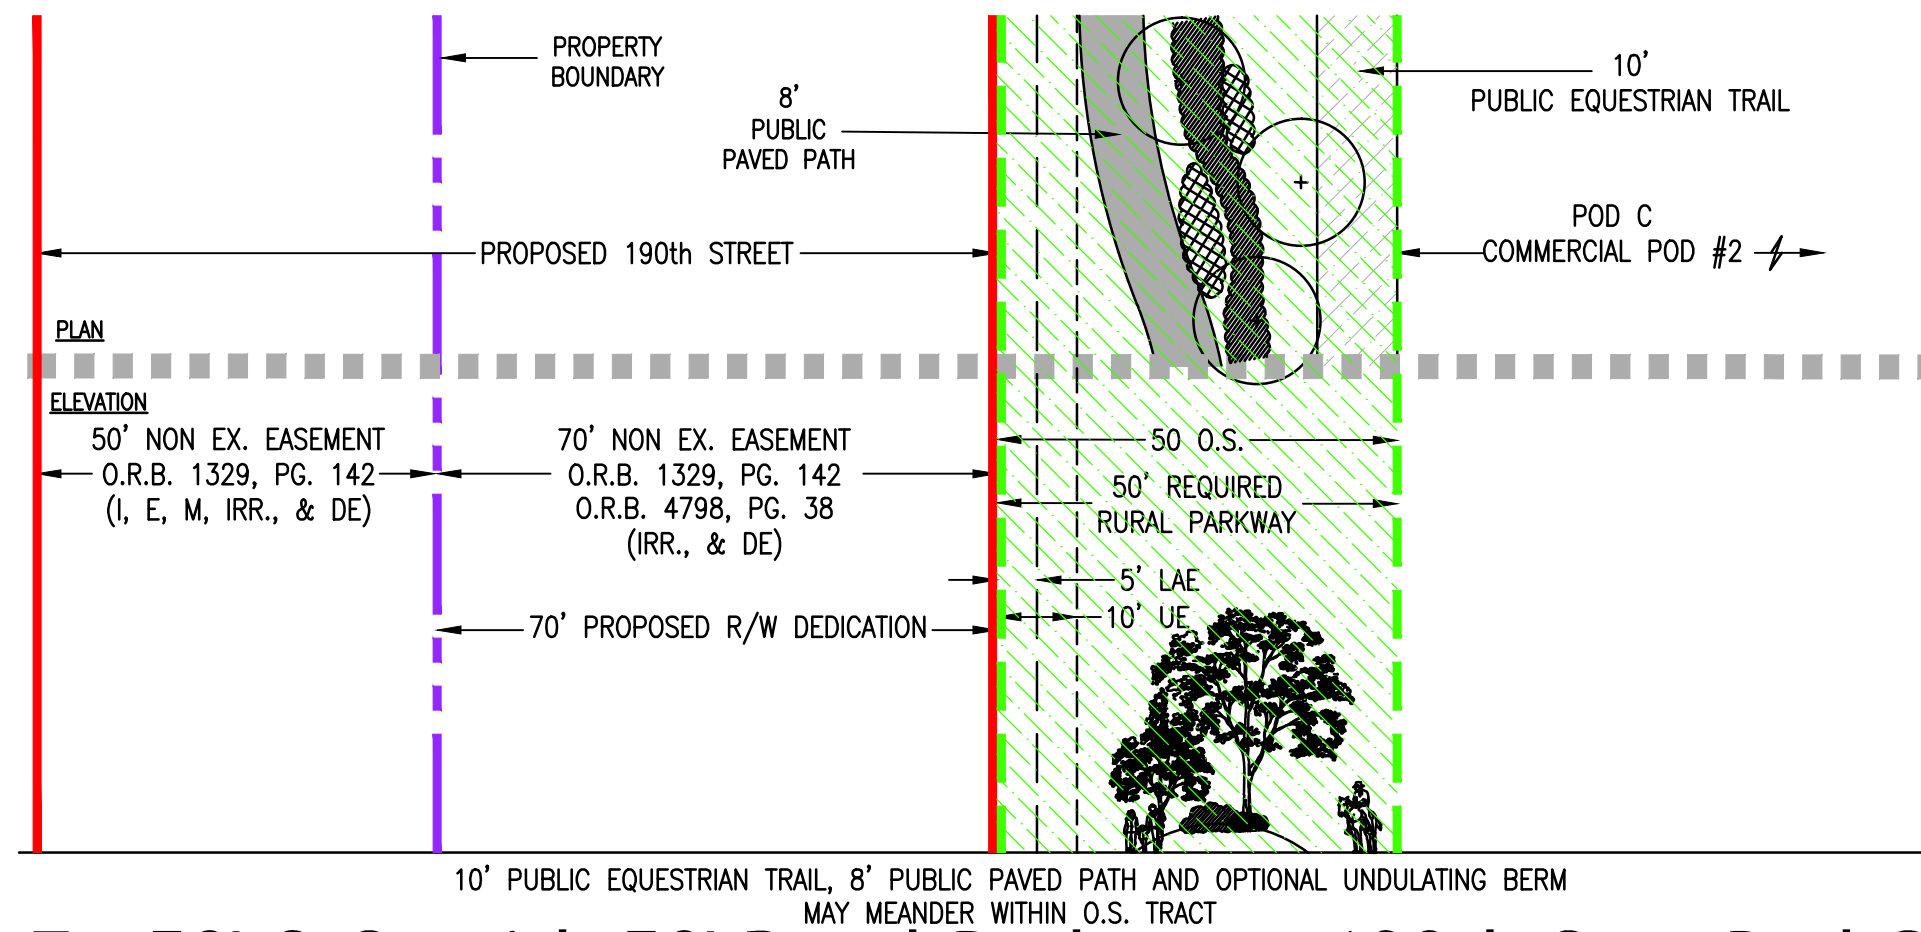 PROPERTY
BOUNDARY
8'
PUBLIC
PAVED PATH
10'
PUBLIC EQUESTRIAN TRAIL
PROPOSED 190th STREET
POD C
COMMERCIAL POD #2
PLAN
ELEVATION
50' NON EX. EASEMENT
O.R.B. 1329, PG. 142
(I, E, M, IRR., & DE)
70' NON EX. EASEMENT
O.R.B. 1329, PG. 142
O.R.B. 4798, PG. 38
(IRR., & DE)
50 O.S.
50' REQUIRED
RURAL PARKWAY
5' LAE
10' UE
70' PROPOSED R/W DEDICATION
10' PUBLIC EQUESTRIAN TRAIL, 8' PUBLIC PAVED PATH AND OPTIONAL UNDULATING BERM
MAY MEANDER WITHIN O.S. TRACT